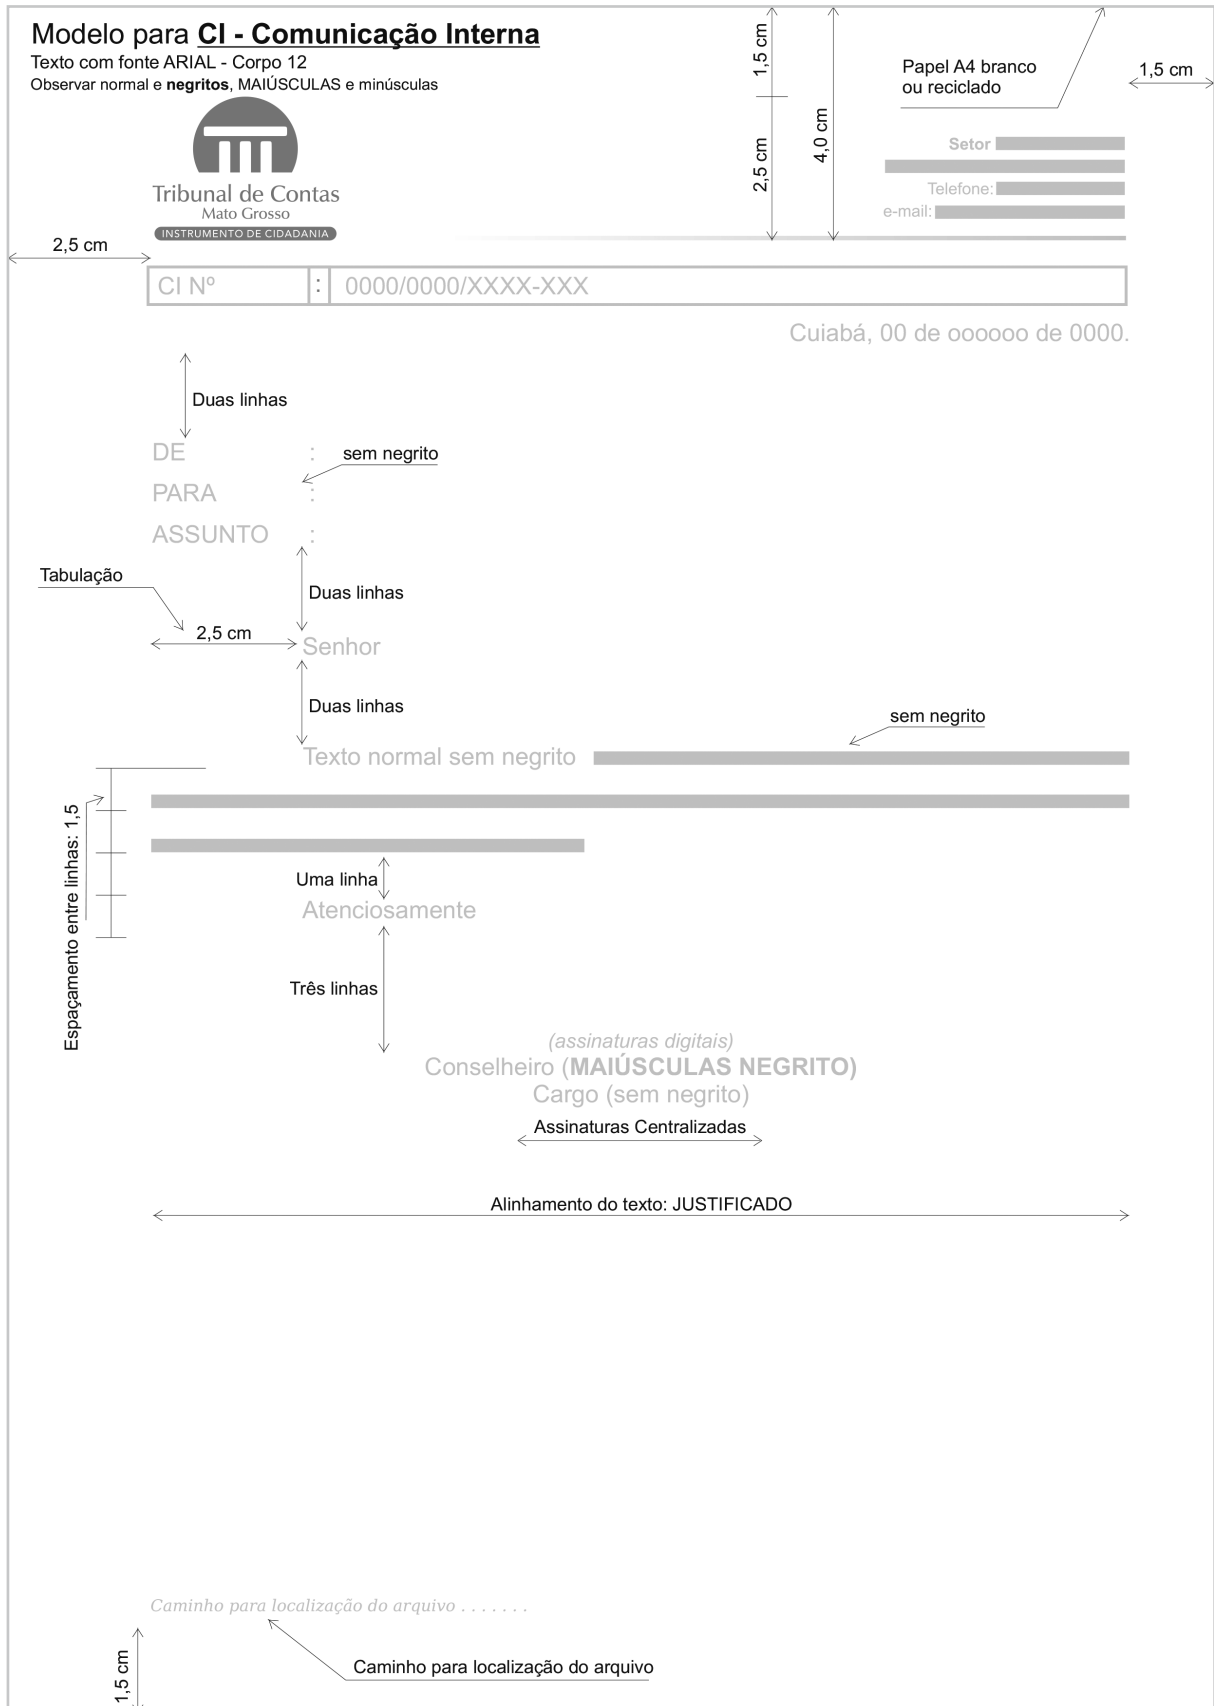 Modelo para CI - Comunicação Interna
Texto com fonte ARIAL - Corpo 12
Observar normal e negritos, MAIÚSCULAS e minúsculas
1,5 cm
2,5 cm
4,0 cm
Papel A4 branco
ou reciclado
1,5 cm
Setor
Telefone:
e-mail:
Tribunal de Contas
Mato Grosso
INSTRUMENTO DE CIDADANIA
2,5 cm
CI Nº : 0000/0000/XXXX-XXX
Cuiabá, 00 de oooooo de 0000.
Duas linhas
DE :
sem negrito
PARA :
ASSUNTO :
Tabulação
Duas linhas
2,5 cm
Senhor
Duas linhas
sem negrito
Texto normal sem negrito
Espaçamento entre linhas: 1,5
Uma linha
Atenciosamente
Três linhas
(assinaturas digitais)
Conselheiro (MAIÚSCULAS NEGRITO)
Cargo (sem negrito)
Assinaturas Centralizadas
Alinhamento do texto: JUSTIFICADO
Caminho para localização do arquivo . . . . . . .
1,5 cm
Caminho para localização do arquivo